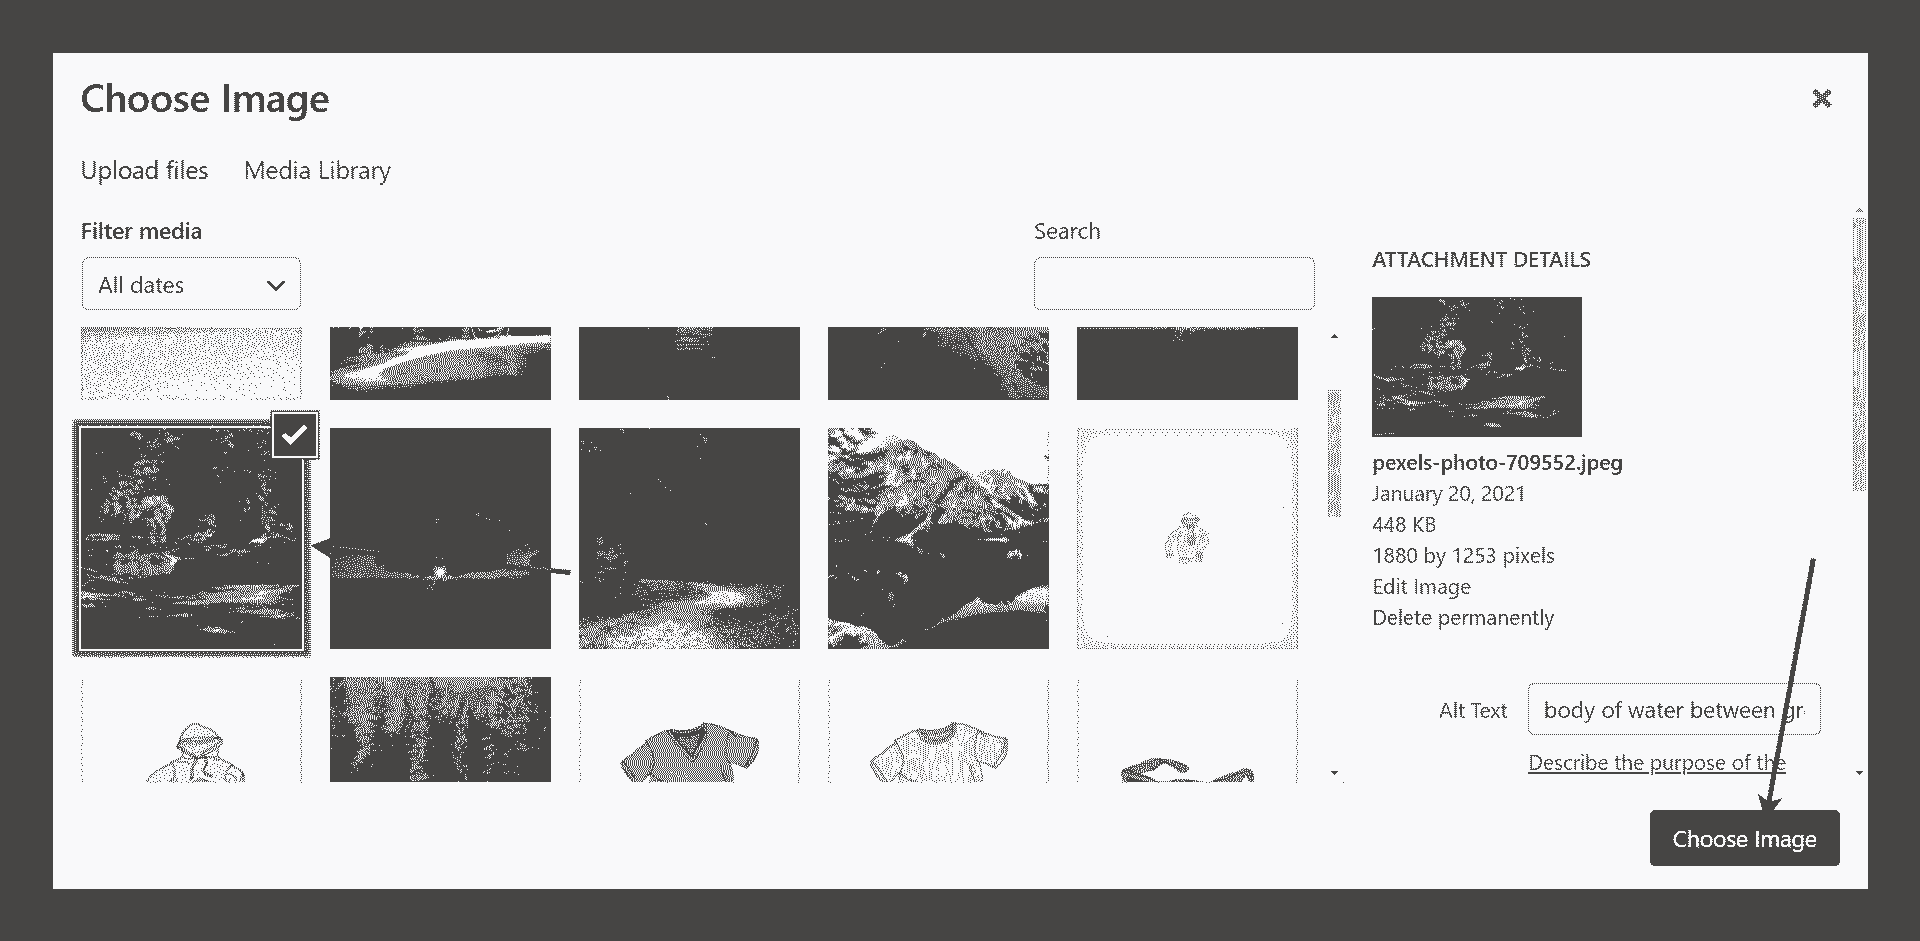 Choose Image
Upload files
Media Library
Filter media
All dates
Search
ATTACHMENT DETAILS
pexels-photo-709552.jpeg
January 20, 2021
448 KB
1880 by 1253 pixels
Edit Image
Delete permanently
Alt Text
body of water between gr
Describe the purpose of the
Choose Image